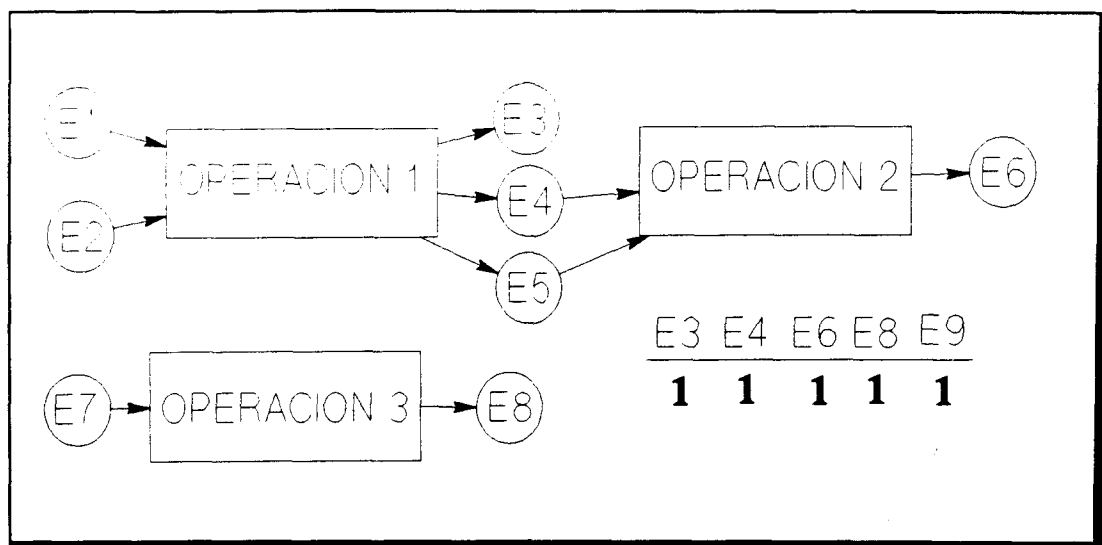 E1
E2
OPERACION 1
E3
E4
E5
OPERACION 2
E6
E7
OPERACION 3
E8
E3 E4 E6 E8 E9
1 1 1 1 1